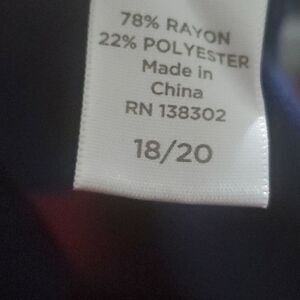 78% RAYON
22% POLYESTER
Made in
China
RN 138302
18/20